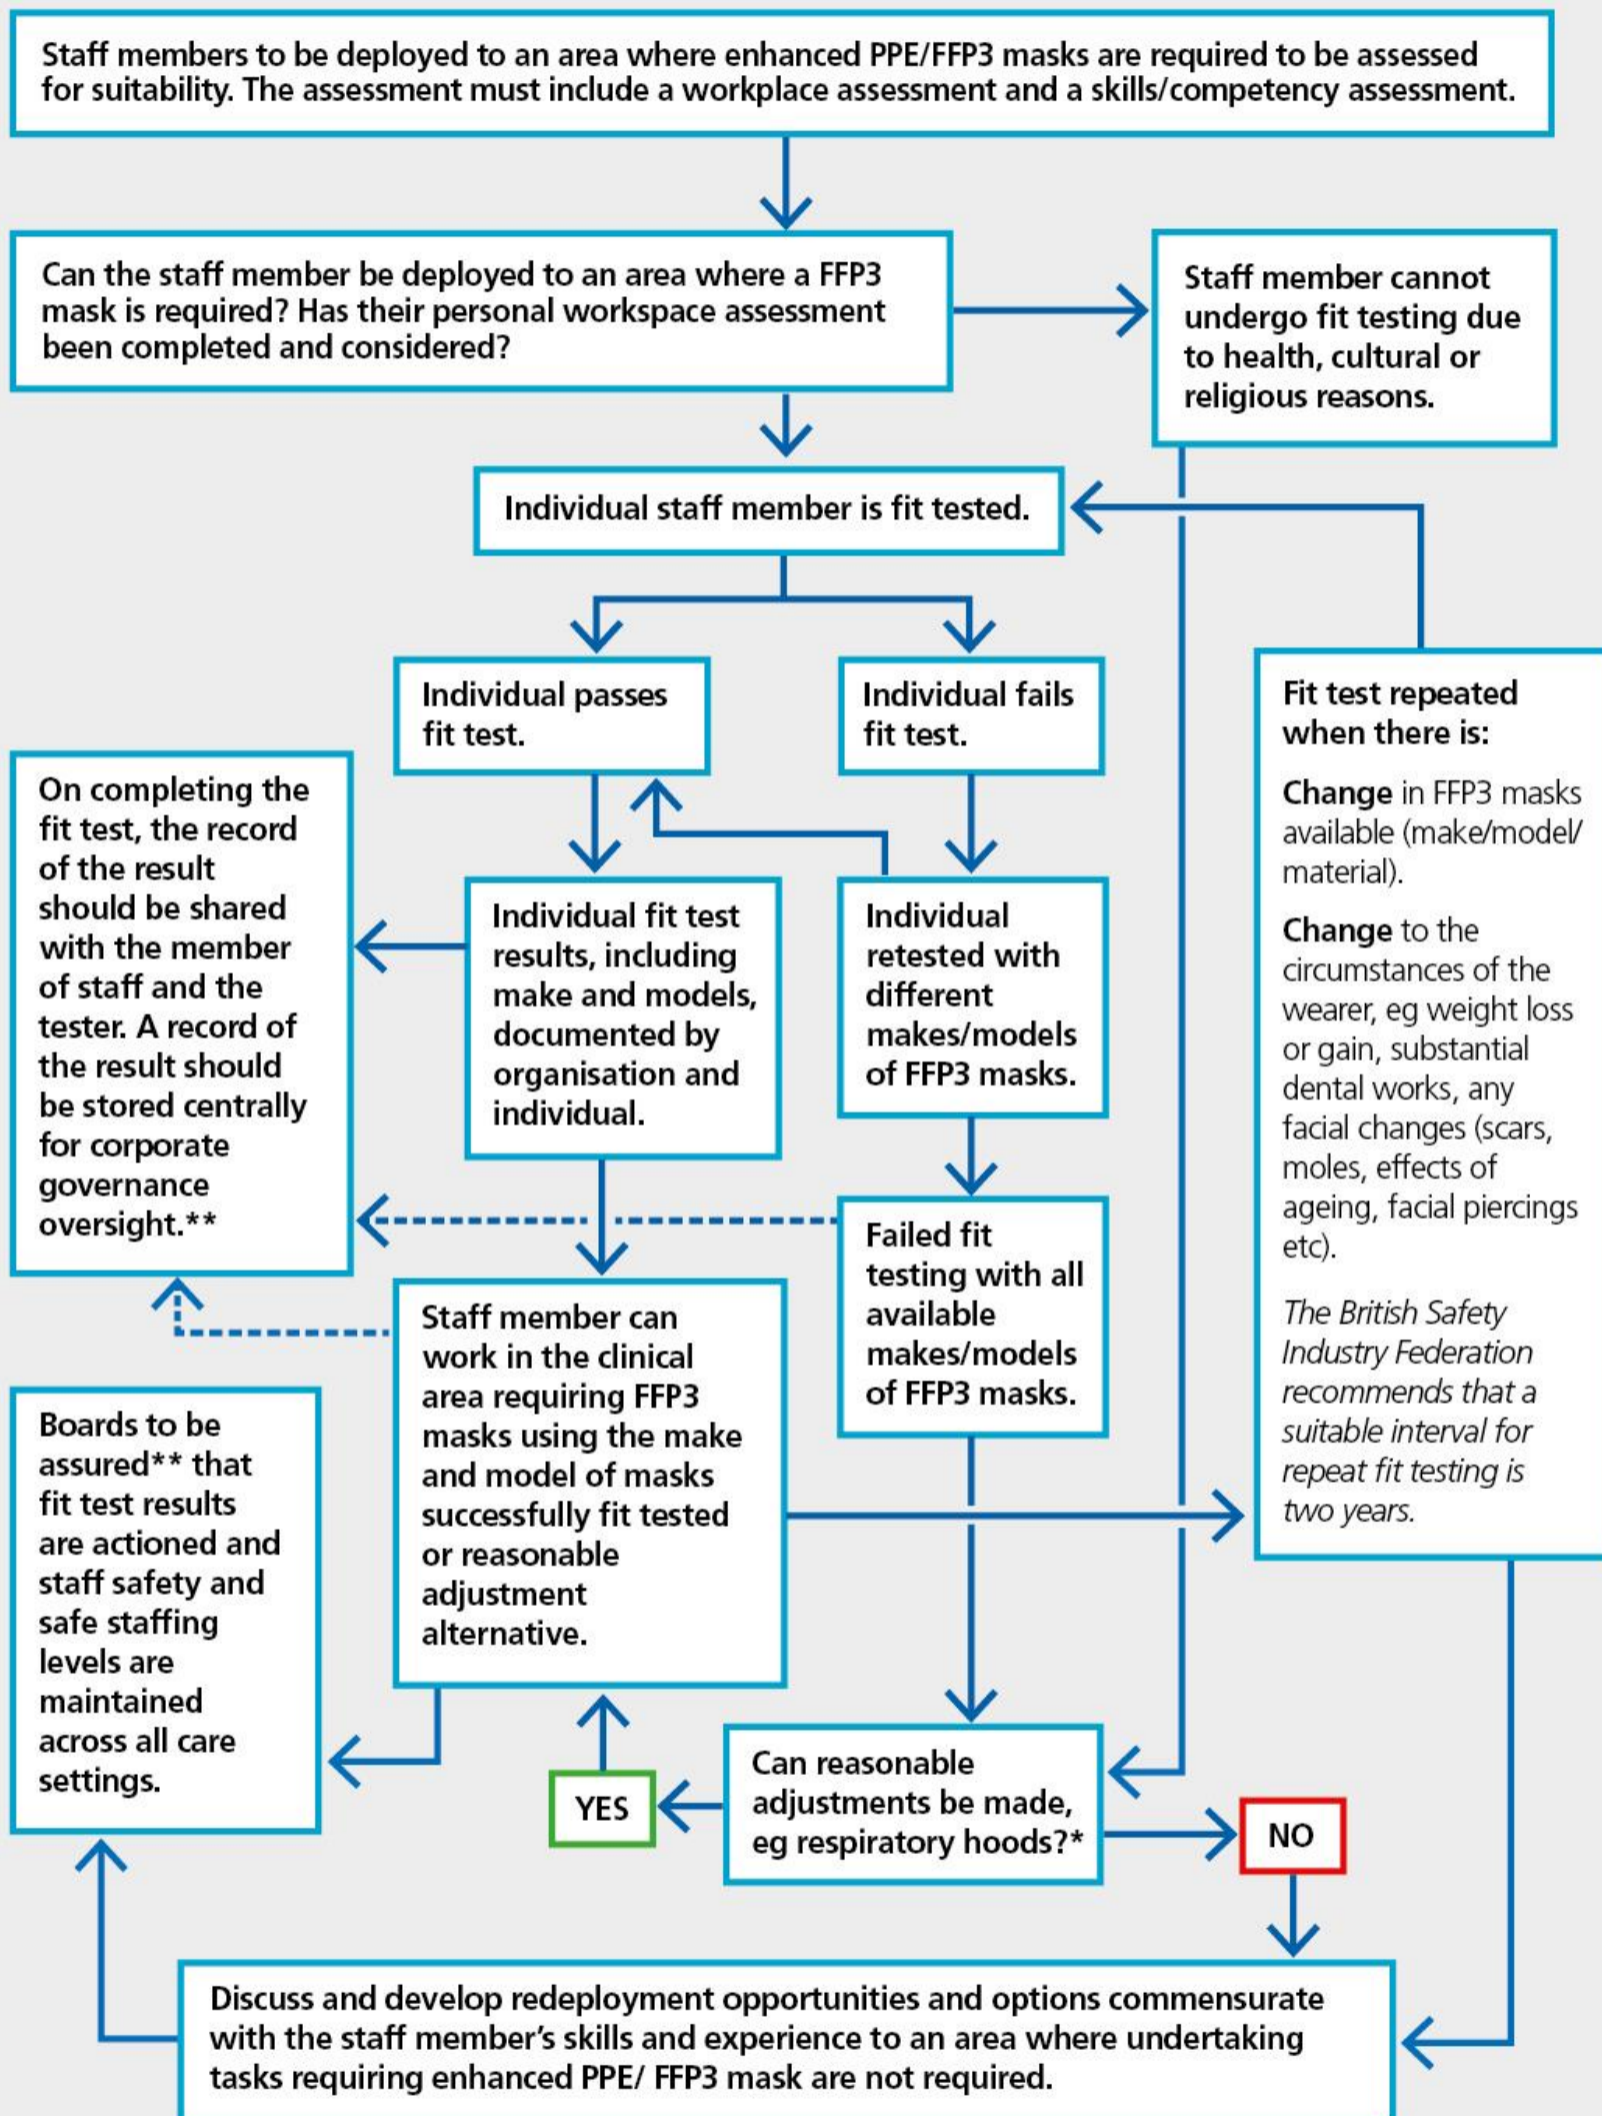 Staff members to be deployed to an area where enhanced PPE/FFP3 masks are required to be assessed
for suitability. The assessment must include a workplace assessment and a skills/competency assessment.
Can the staff member be deployed to an area where a FFP3
mask is required? Has their personal workspace assessment
been completed and considered?
Staff member cannot
undergo fit testing due
to health, cultural or
religious reasons.
Individual staff member is fit tested.
Individual passes
fit test.
Individual fails
fit test.
Fit test repeated
when there is:
Change in FFP3 masks
available (make/model/
material).
Change to the
circumstances of the
wearer, eg weight loss
or gain, substantial
dental works, any
facial changes (scars,
moles, effects of
ageing, facial piercings
etc).
The British Safety
Industry Federation
recommends that a
suitable interval for
repeat fit testing is
two years.
On completing the
fit test, the record
of the result
should be shared
with the member
of staff and the
tester. A record of
the result should
be stored centrally
for corporate
governance
oversight.**
Individual fit test
results, including
make and models,
documented by
organisation and
individual.
Individual
retested with
different
makes/models
of FFP3 masks.
Failed fit
testing with all
available
makes/models
of FFP3 masks.
Staff member can
work in the clinical
area requiring FFP3
masks using the make
and model of masks
successfully fit tested
or reasonable
adjustment
alternative.
Boards to be
assured** that
fit test results
are actioned and
staff safety and
safe staffing
levels are
maintained
across all care
settings.
YES
Can reasonable
adjustments be made,
eg respiratory hoods?*
NO
Discuss and develop redeployment opportunities and options commensurate
with the staff member’s skills and experience to an area where undertaking
tasks requiring enhanced PPE/ FFP3 mask are not required.